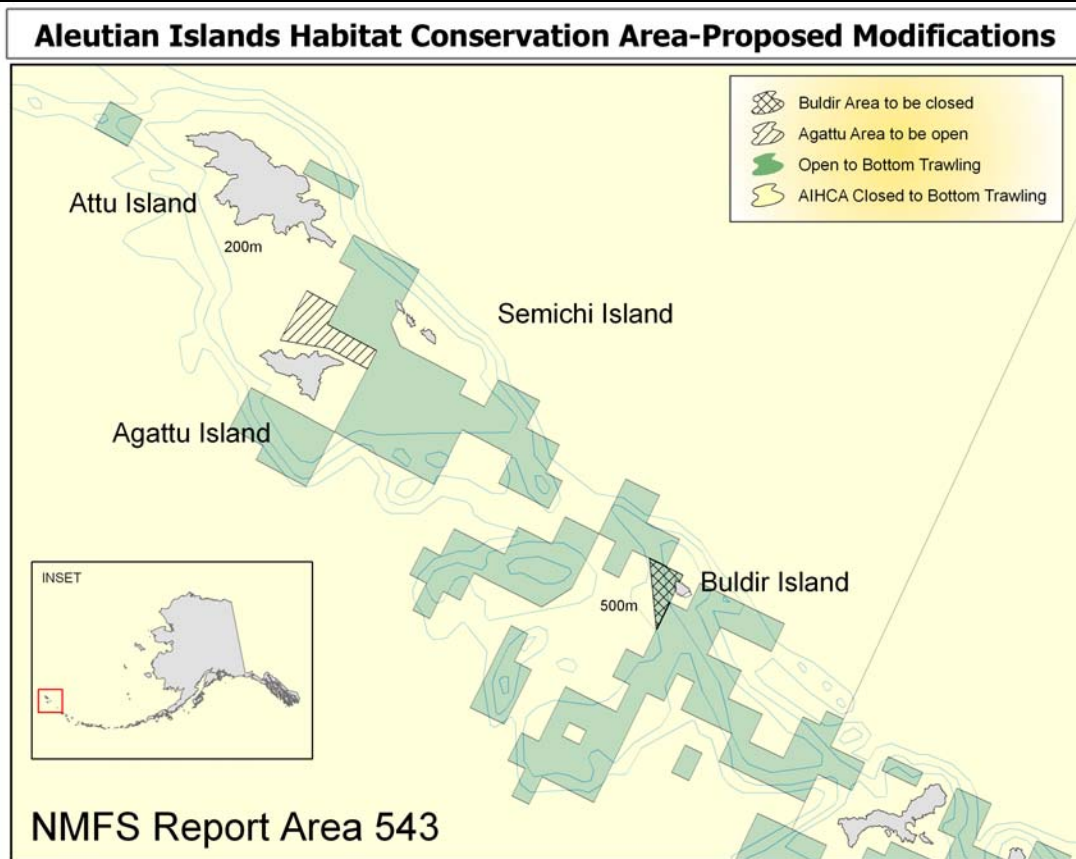 Aleutian Islands Habitat Conservation Area-Proposed Modifications
Buldir Area to be closed
Agattu Area to be open
Open to Bottom Trawling
AIHCA Closed to Bottom Trawling
Attu Island
200m
Semichi Island
Agattu Island
INSET
500m
Buldir Island
NMFS Report Area 543